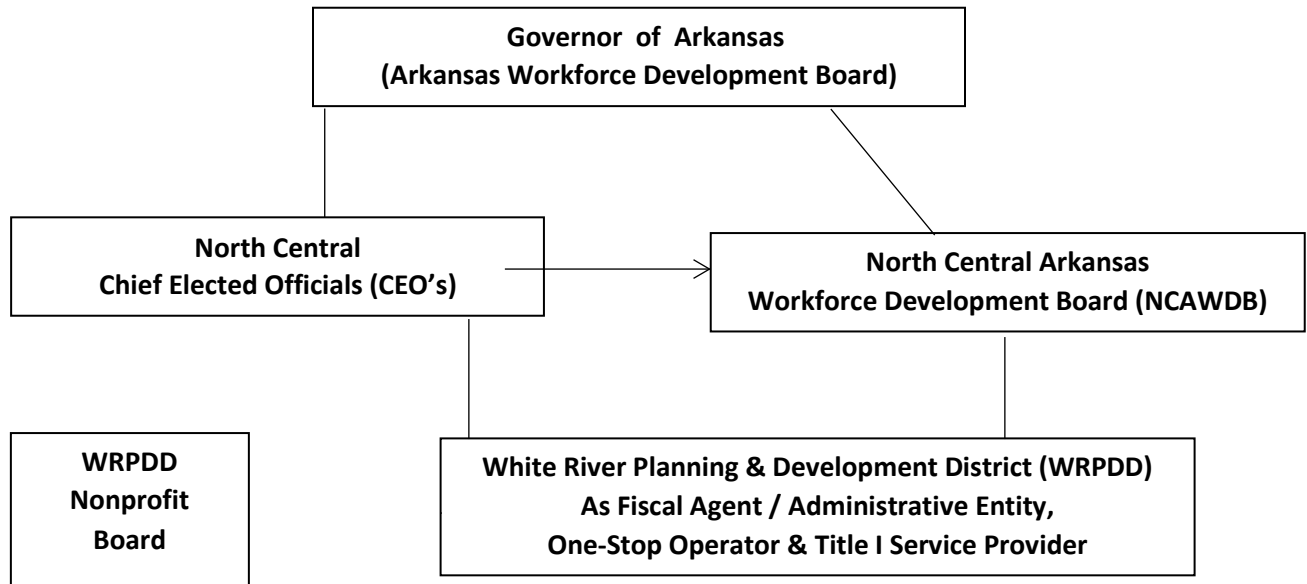 Governor of Arkansas
(Arkansas Workforce Development Board)
North Central
Chief Elected Officials (CEO’s)
North Central Arkansas
Workforce Development Board (NCAWDB)
WRPDD
Nonprofit
Board
White River Planning & Development District (WRPDD)
As Fiscal Agent / Administrative Entity,
One-Stop Operator & Title I Service Provider